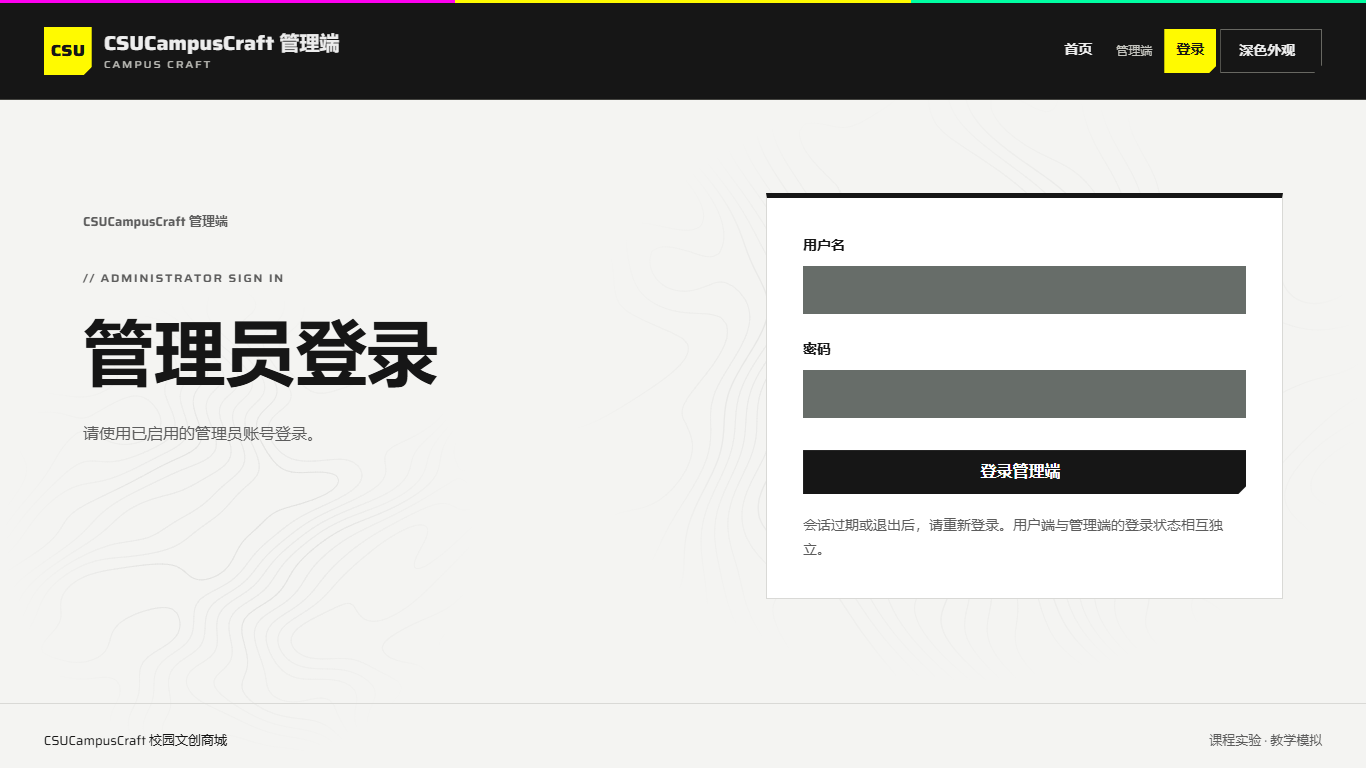 CSU
CSUCampusCraft 管理端
CAMPUS CRAFT
首页
管理端
登录
深色外观
CSUCampusCraft 管理端
// ADMINISTRATOR SIGN IN
管理员登录
请使用已启用的管理员账号登录。
用户名
密码
登录管理端
会话过期或退出后，请重新登录。用户端与管理端的登录状态相互独
立。
CSUCampusCraft 校园文创商城
课程实验 · 教学模拟